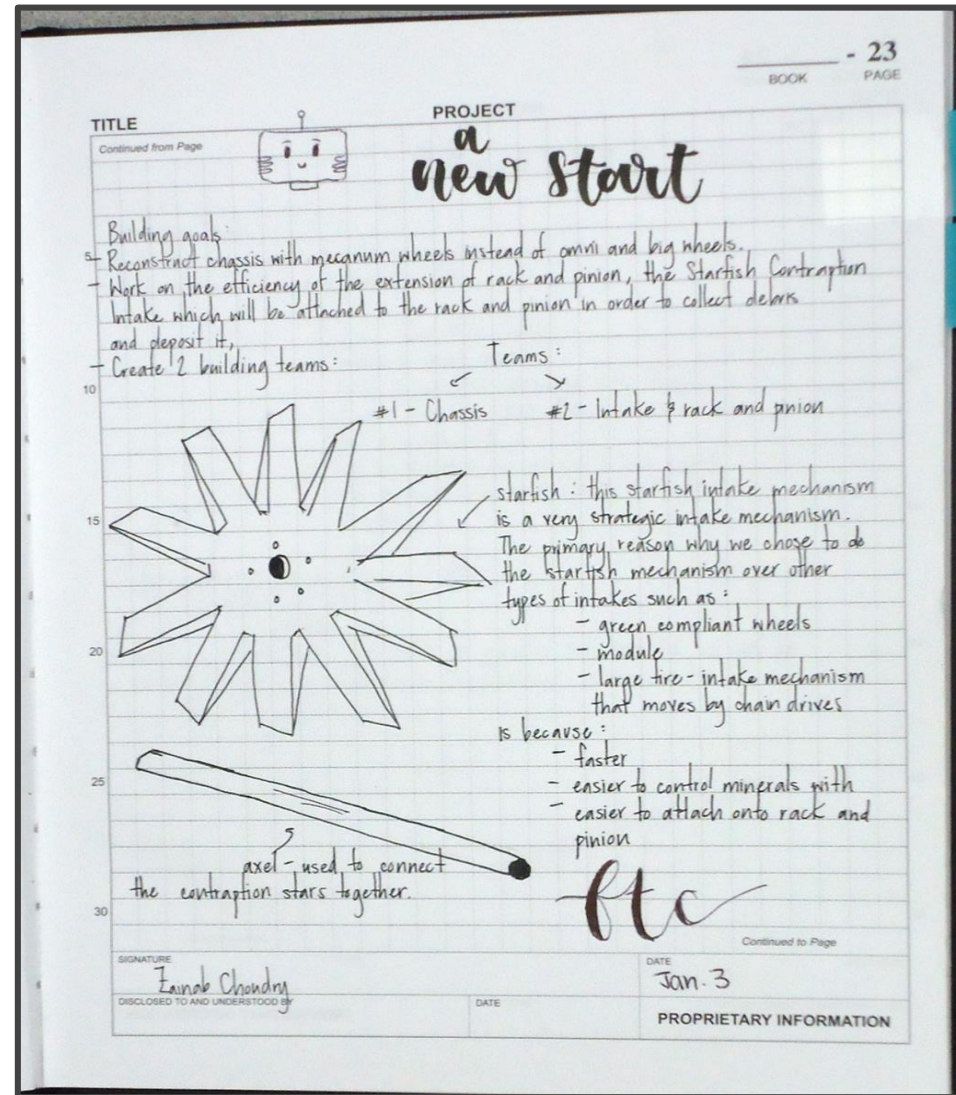 - 23
BOOK PAGE
TITLE PROJECT
Continued from Page
a
new start
Building goals:
5
- Reconstruct chassis with mecanum wheels instead of omni and big wheels.
- Work on the efficiency of the extension of rack and pinion, the Starfish Contraption
Intake which will be attached to the rack and pinion in order to collect debris
and deposit it,
- Create 2 building teams:
Teams:
10
#1 - Chassis #2 - Intake & rack and pinion
starfish: this starfish intake mechanism
15
is a very strategic intake mechanism.
The primary reason why we chose to do
the starfish mechanism over other
types of intakes such as:
- green compliant wheels
20
- module
- large tire - intake mechanism
that moves by chain drives
is because:
- faster
25
- easier to control minerals with
- easier to attach onto rack and
pinion
axel - used to connect
the contraption stars together.
ftc
30
Continued to Page
SIGNATURE
Zainab Choudry
DATE
Jan. 3
DISCLOSED TO AND UNDERSTOOD BY
DATE
PROPRIETARY INFORMATION